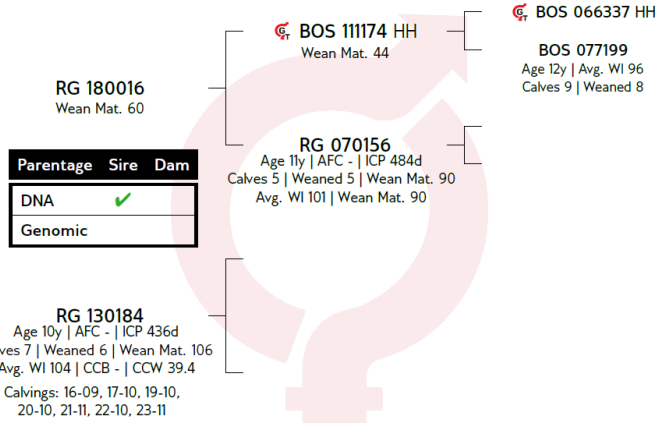 BOS 066337 HH
BOS 111174 HH
Wean Mat. 44
BOS 077199
Age 12y | Avg. WI 96
Calves 9 | Weaned 8
RG 180016
Wean Mat. 60
RG 070156
Age 11y | AFC - | ICP 484d
Calves 5 | Weaned 5 | Wean Mat. 90
Avg. WI 101 | Wean Mat. 90
Parentage Sire Dam
DNA ✔
Genomic
RG 130184
Age 10y | AFC - | ICP 436d
7 | Weaned 6 | Wean Mat. 106
Avg. WI 104 | CCB - | CCW 39.4
Calvings: 16-09, 17-10, 19-10,
20-10, 21-11, 22-10, 23-11